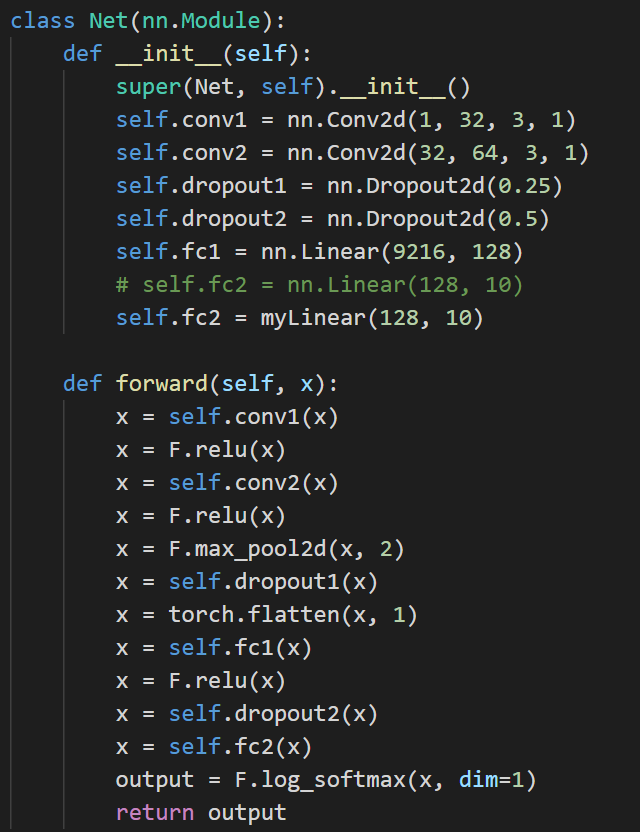 class Net(nn.Module):
    def __init__(self):
        super(Net, self).__init__()
        self.conv1 = nn.Conv2d(1, 32, 3, 1)
        self.conv2 = nn.Conv2d(32, 64, 3, 1)
        self.dropout1 = nn.Dropout2d(0.25)
        self.dropout2 = nn.Dropout2d(0.5)
        self.fc1 = nn.Linear(9216, 128)
        # self.fc2 = nn.Linear(128, 10)
        self.fc2 = myLinear(128, 10)

    def forward(self, x):
        x = self.conv1(x)
        x = F.relu(x)
        x = self.conv2(x)
        x = F.relu(x)
        x = F.max_pool2d(x, 2)
        x = self.dropout1(x)
        x = torch.flatten(x, 1)
        x = self.fc1(x)
        x = F.relu(x)
        x = self.dropout2(x)
        x = self.fc2(x)
        output = F.log_softmax(x, dim=1)
        return output